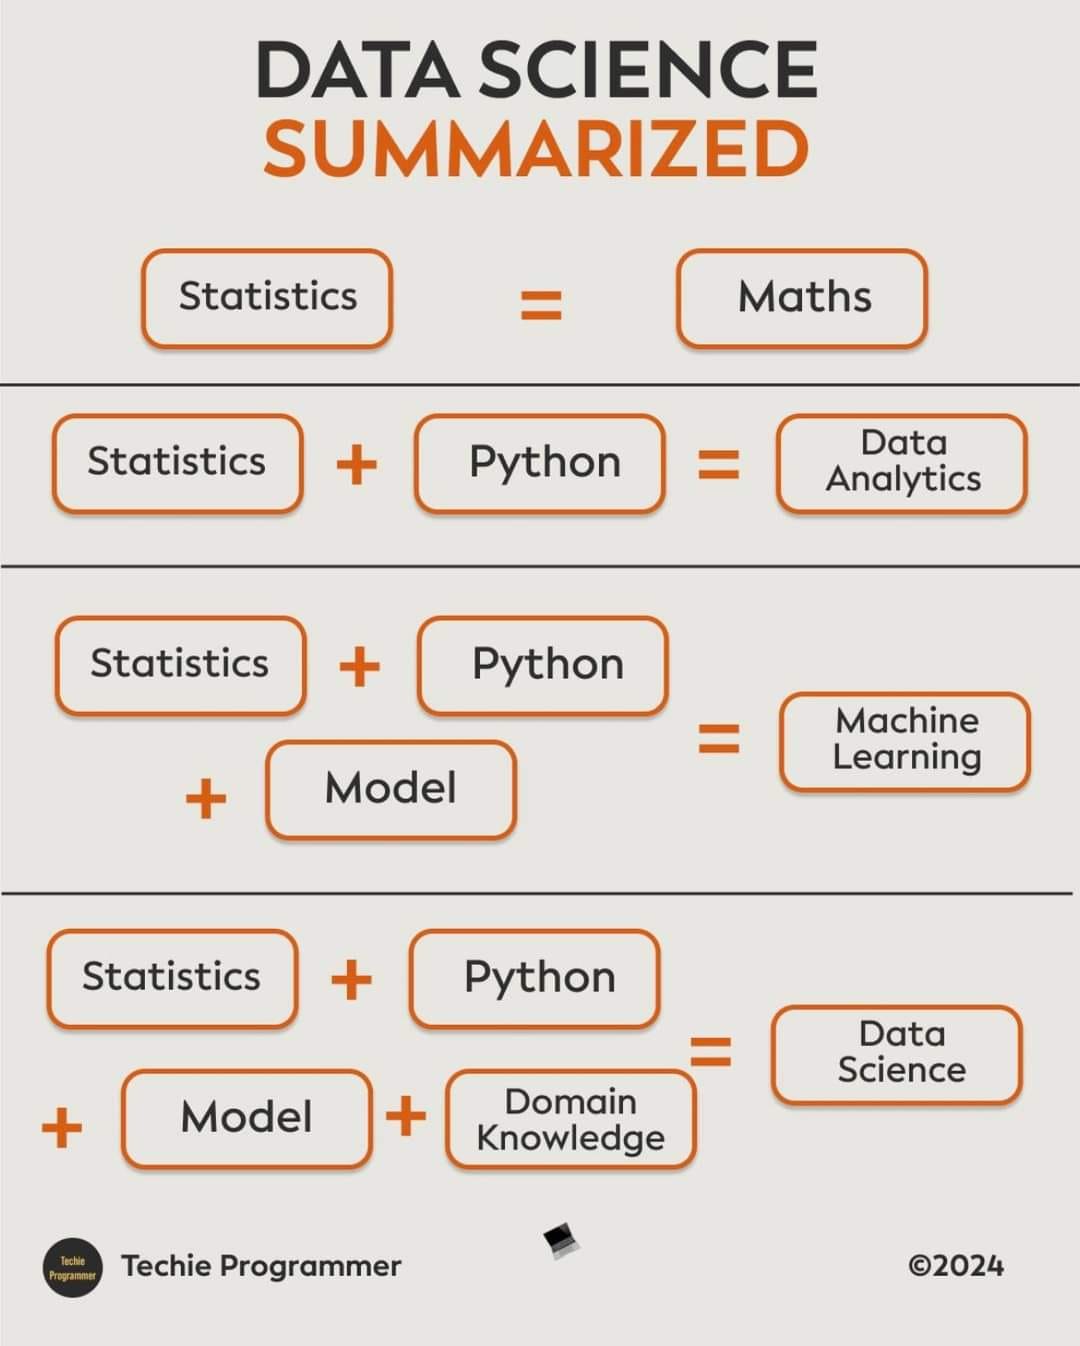 DATA SCIENCE
SUMMARIZED
Statistics = Maths
Statistics + Python = Data
Analytics
Statistics + Python
+ Model = Machine
Learning
Statistics + Python
+ Model + Domain
Knowledge = Data
Science
Techie
Programmer
Techie Programmer
©2024